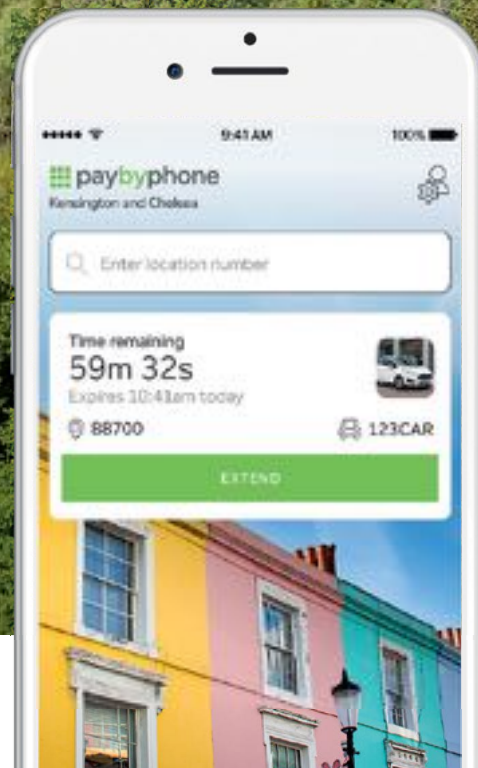 9:41 AM
100%
paybyphone
Kensington and Chelsea
Enter location number
Time remaining
59m 32s
Expires 10:41am today
88700
123CAR
EXTEND